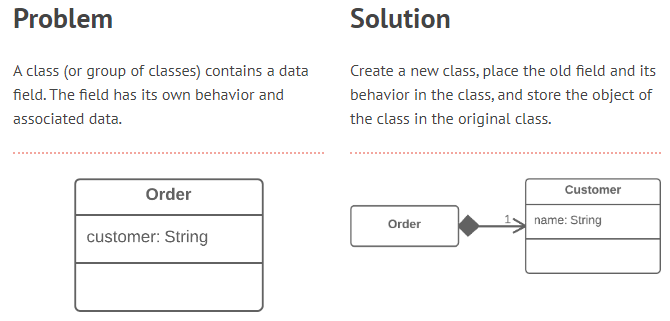 Problem
A class (or group of classes) contains a data
field. The field has its own behavior and
associated data.
Order
customer: String
Solution
Create a new class, place the old field and its
behavior in the class, and store the object of
the class in the original class.
Order
1
Customer
name: String